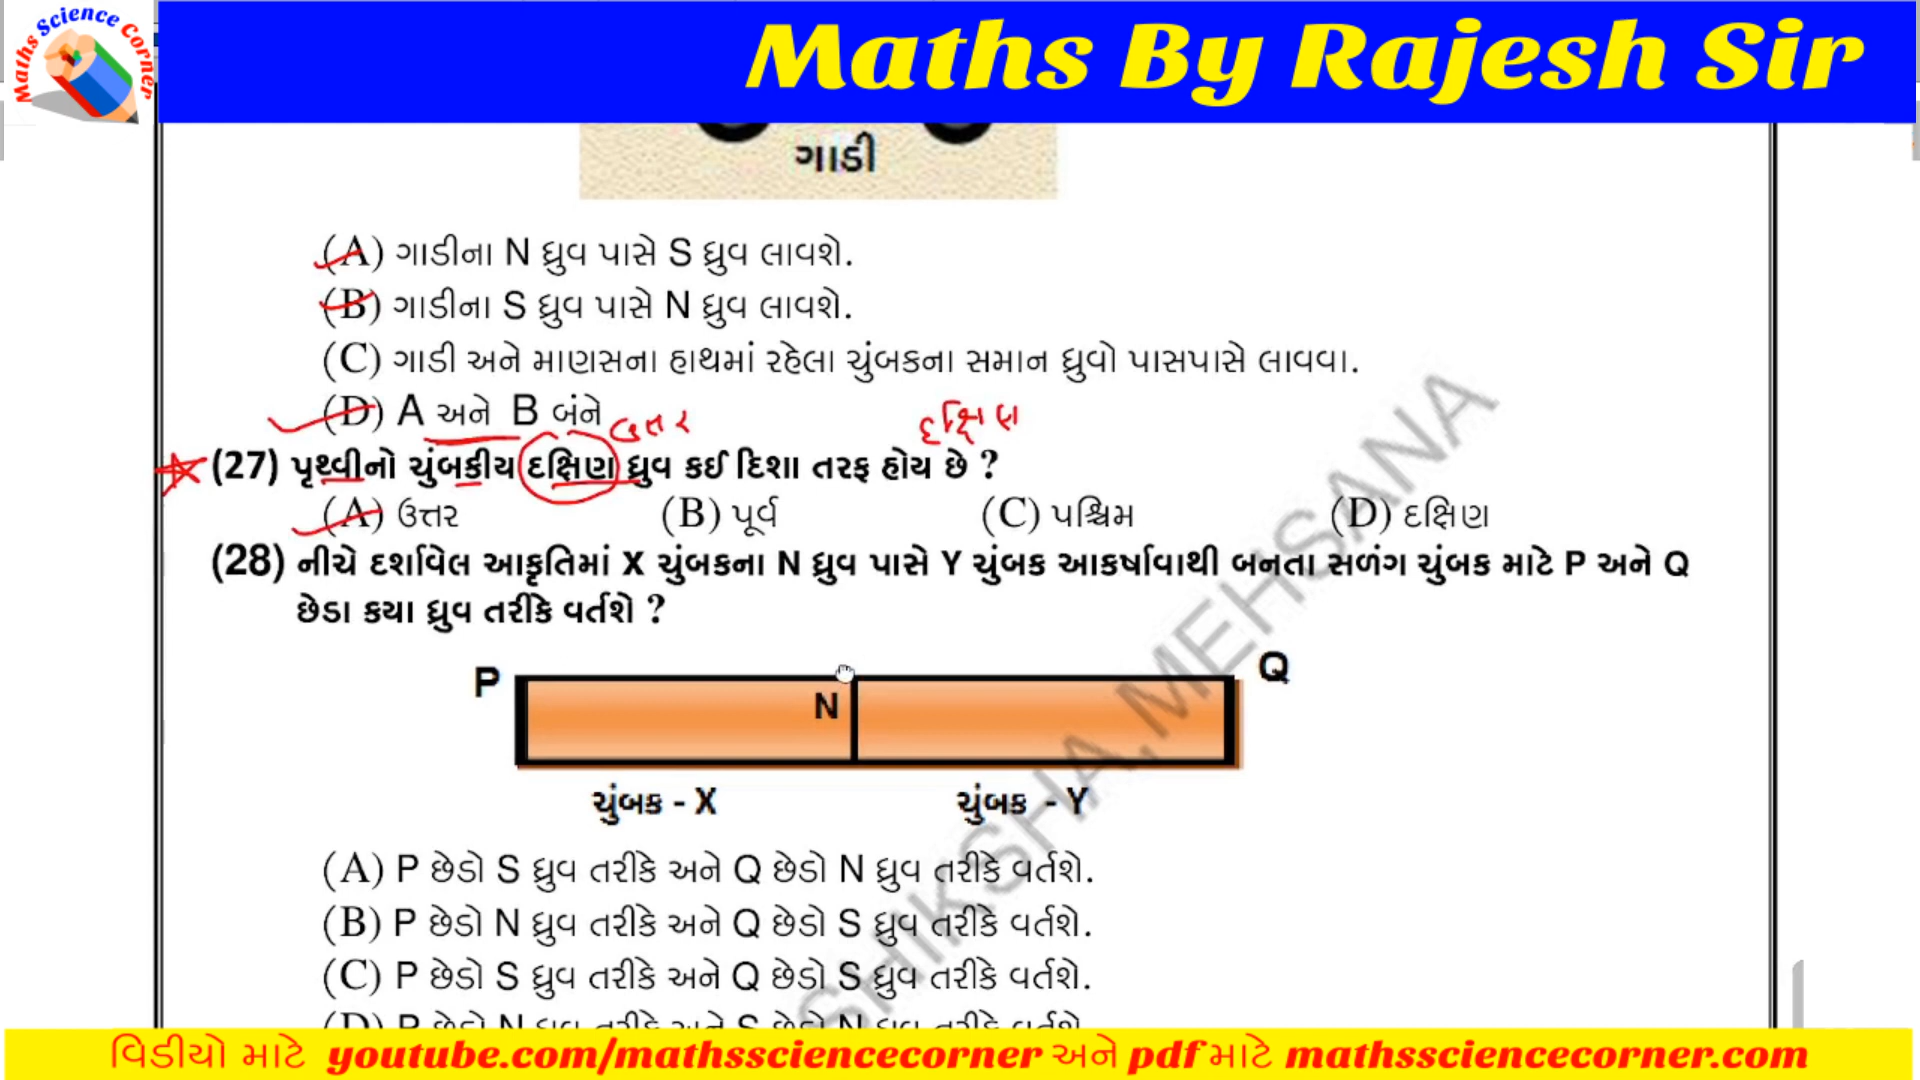 Maths Science Corner
Maths By Rajesh Sir
ગાડી
(A) ગાડીના N ધ્રુવ પાસે S ધ્રુવ લાવશે.
(B) ગાડીના S ધ્રુવ પાસે N ધ્રુવ લાવશે.
(C) ગાડી અને માણસના હાથમાં રહેલા ચુંબકના સમાન ધ્રુવો પાસપાસે લાવવા.
(D) A અને B બંને
ઉત્તર
દક્ષિણ
(27) પૃથ્વીનો ચુંબકીય દક્ષિણ ધ્રુવ કઈ દિશા તરફ હોય છે ?
(A) ઉત્તર (B) પૂર્વ (C) પશ્ચિમ (D) દક્ષિણ
(28) નીચે દર્શાવેલ આકૃતિમાં X ચુંબકના N ધ્રુવ પાસે Y ચુંબક આકર્ષાવાથી બનતા સળંગ ચુંબક માટે P અને Q
છેડા કયા ધ્રુવ તરીકે વર્તશે ?
P N Q
ચુંબક - X ચુંબક - Y
(A) P છેડો S ધ્રુવ તરીકે અને Q છેડો N ધ્રુવ તરીકે વર્તશે.
(B) P છેડો N ધ્રુવ તરીકે અને Q છેડો S ધ્રુવ તરીકે વર્તશે.
(C) P છેડો S ધ્રુવ તરીકે અને Q છેડો S ધ્રુવ તરીકે વર્તશે.
SHIKSHA,MEHSANA
વિડીયો માટે youtube.com/mathssciencecorner અને pdf માટે mathssciencecorner.com